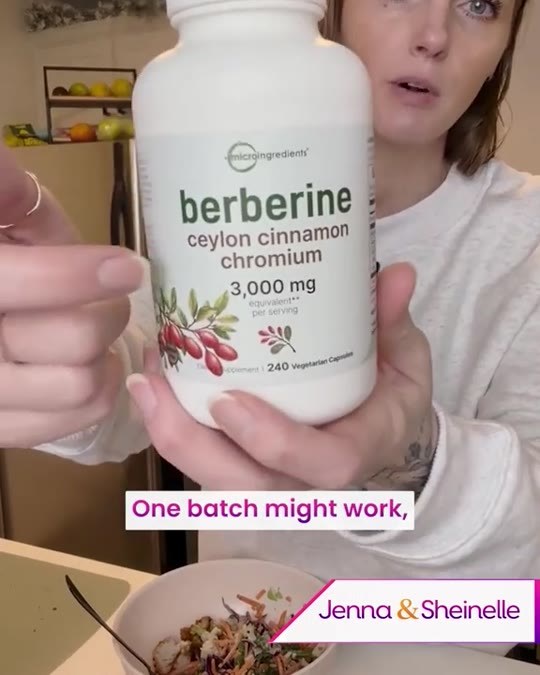 microingredients
berberine
ceylon cinnamon
chromium
3,000 mg
equivalent**
per serving
Supplement | 240 Vegetarian Capsules
One batch might work,
Jenna & Sheinelle